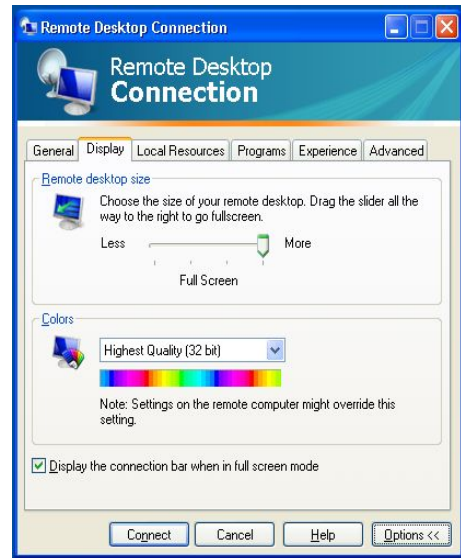 Remote Desktop Connection
Remote Desktop
Connection
General Display Local Resources Programs Experience Advanced
Remote desktop size
Choose the size of your remote desktop. Drag the slider all the
way to the right to go fullscreen.
Less More
Full Screen
Colors
Highest Quality (32 bit)
Note: Settings on the remote computer might override this
setting.
Display the connection bar when in full screen mode
Connect Cancel Help Options <<